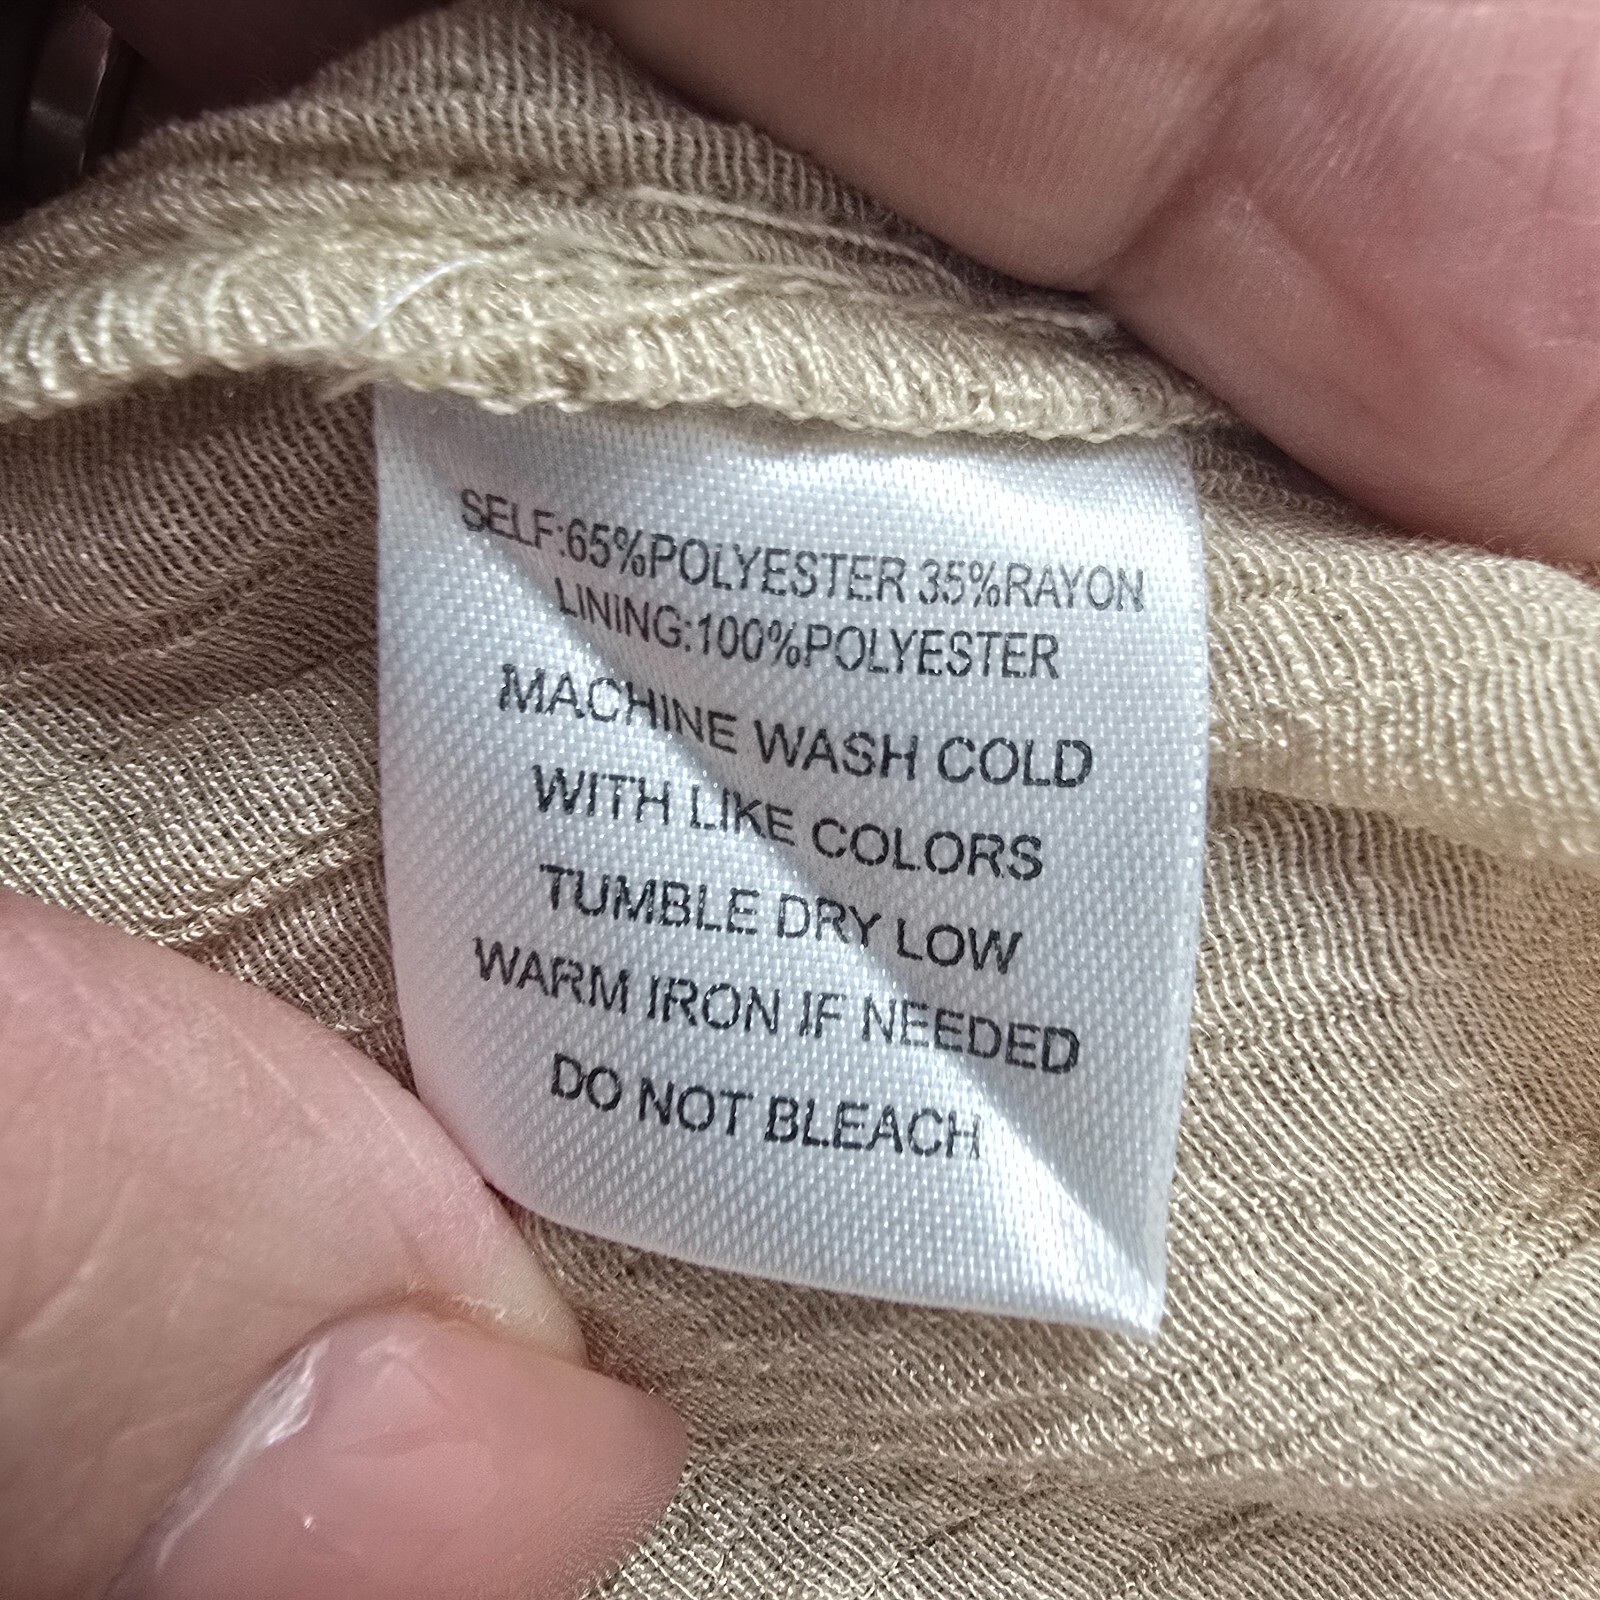 SELF:65%POLYESTER 35%RAYON
LINING:100%POLYESTER
MACHINE WASH COLD
WITH LIKE COLORS
TUMBLE DRY LOW
WARM IRON IF NEEDED
DO NOT BLEACH